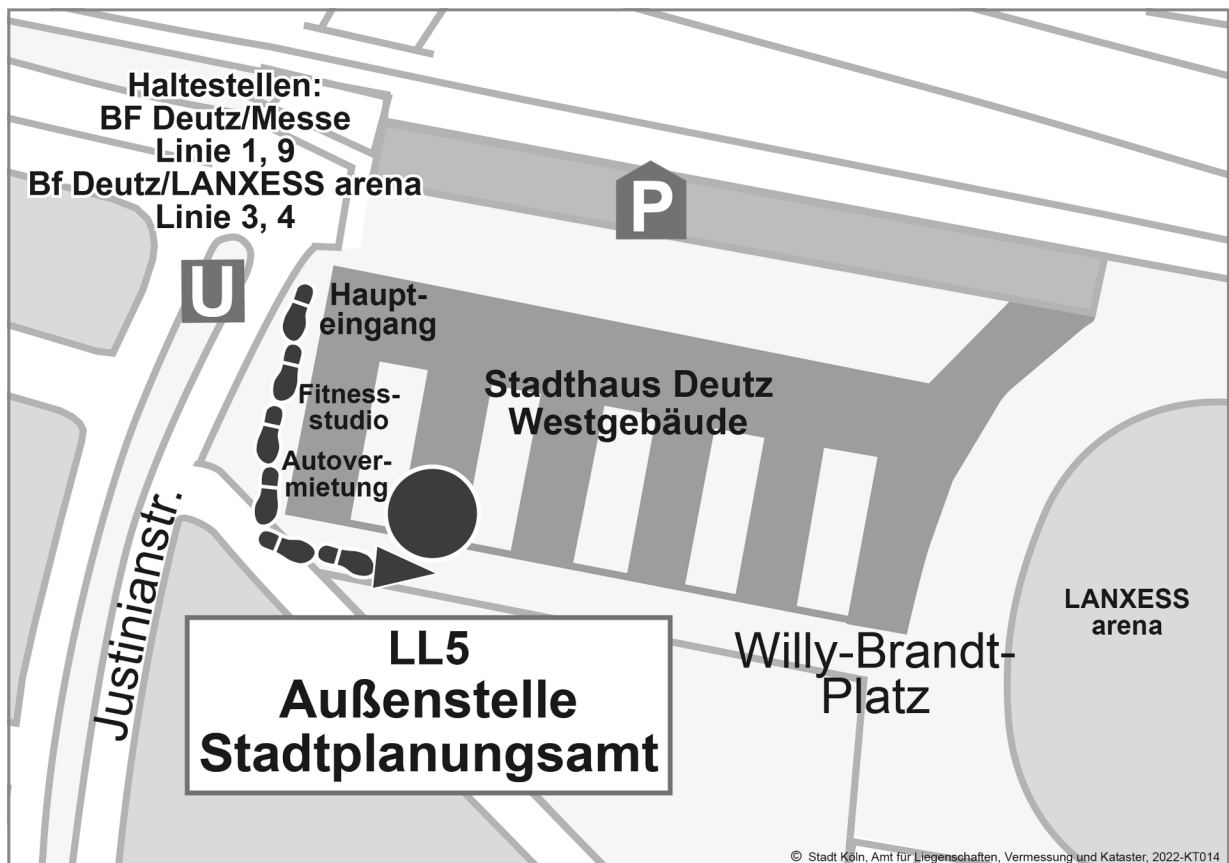 Haltestellen:
BF Deutz/Messe
Linie 1, 9
Bf Deutz/LANXESS arena
Linie 3, 4
P
U
Haupt-
eingang
Fitness-
studio
Stadthaus Deutz
Westgebäude
Autover-
mietung
Justinianstr.
LANXESS
arena
LL5
Außenstelle
Stadtplanungsamt
Willy-Brandt-
Platz
© Stadt Köln, Amt für Liegenschaften, Vermessung und Kataster, 2022-KT014